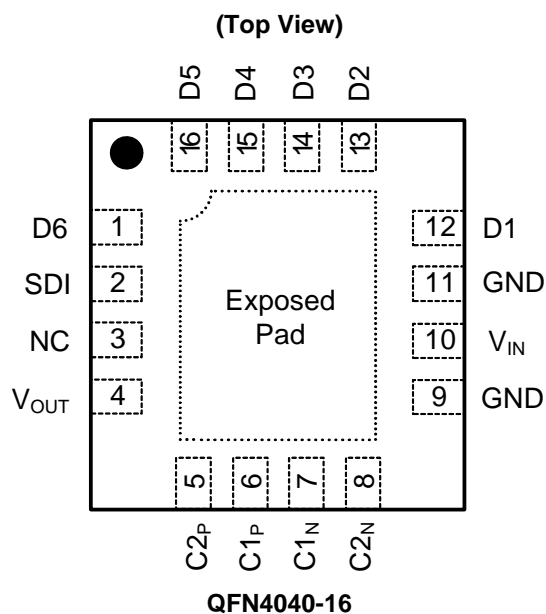 (Top View)
D5 D4 D3 D2
16 15 14 13
D6 1 12 D1
SDI 2 11 GND
NC 3 10 VIN
VOUT 4 9 GND
Exposed
Pad
5 6 7 8
C2P C1P C1N C2N
QFN4040-16